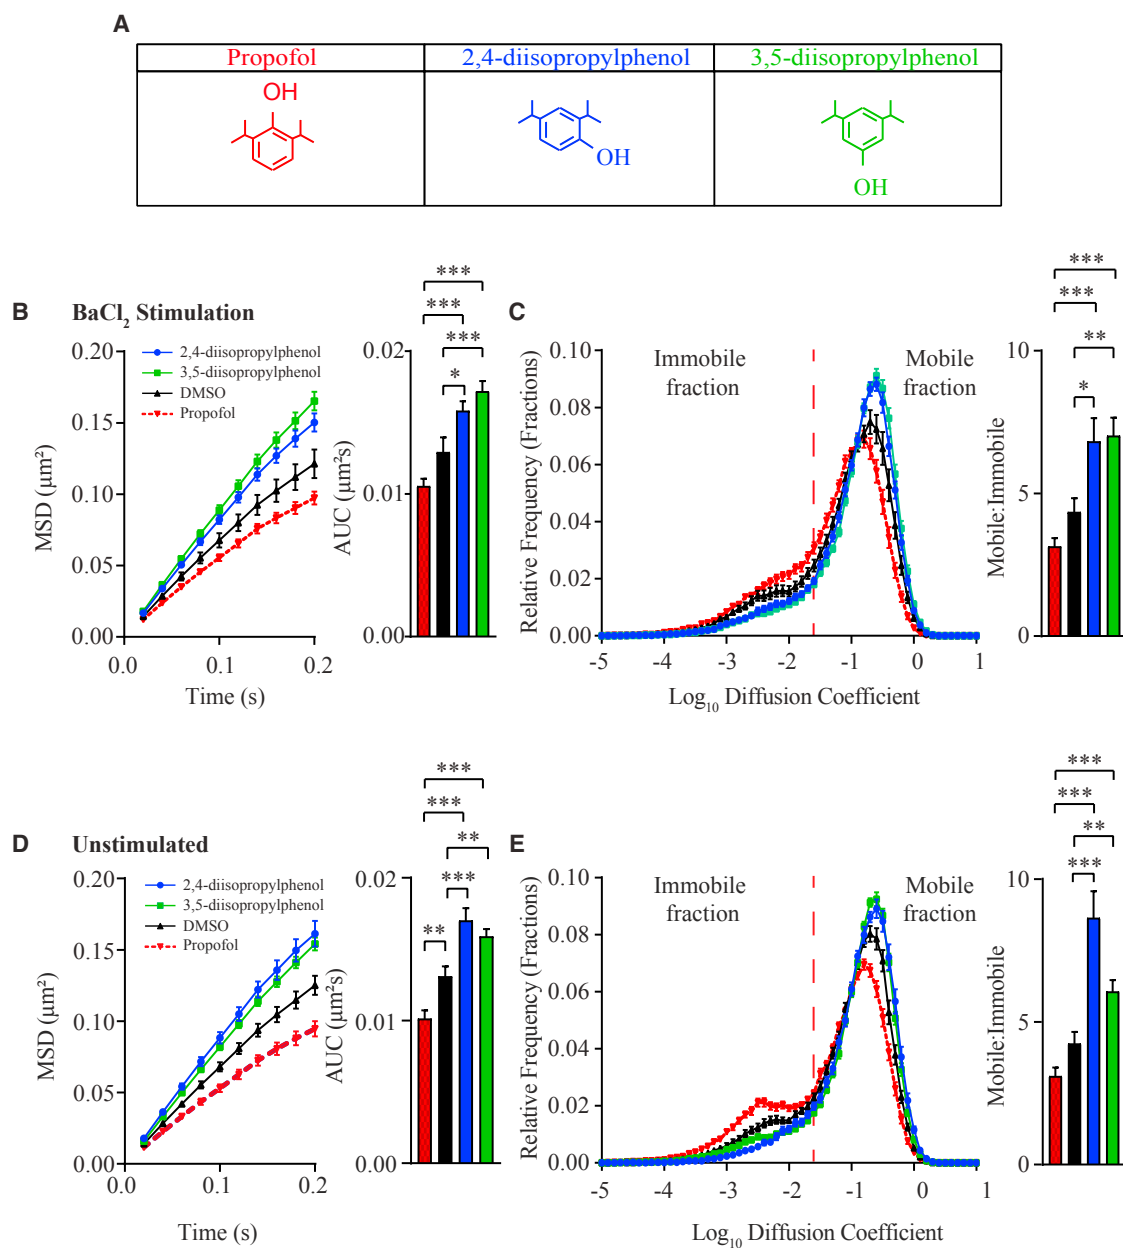 A
Propofol 2,4-diisopropylphenol 3,5-diisopropylphenol
OH
OH
OH
B BaCl₂ Stimulation
2,4-diisopropylphenol
3,5-diisopropylphenol
DMSO
Propofol
MSD (µm²)
0.20
0.15
0.10
0.05
0.00
0.0 0.1 0.2
Time (s)
AUC (µm²s)
0.02
0.01
0.00
***
***
***
*
C
Relative Frequency (Fractions)
0.10
0.08
0.06
0.04
0.02
0.00
Immobile fraction
Mobile fraction
-5 -4 -3 -2 -1 0 1
Log₁₀ Diffusion Coefficient
Mobile:Immobile
10
5
0
***
***
**
*
D Unstimulated
2,4-diisopropylphenol
3,5-diisopropylphenol
DMSO
Propofol
MSD (µm²)
0.20
0.15
0.10
0.05
0.00
0.0 0.1 0.2
Time (s)
AUC (µm²s)
0.02
0.01
0.00
***
***
**
***
**
E
Relative Frequency (Fractions)
0.10
0.08
0.06
0.04
0.02
0.00
Immobile fraction
Mobile fraction
-5 -4 -3 -2 -1 0 1
Log₁₀ Diffusion Coefficient
Mobile:Immobile
10
5
0
***
***
**
***